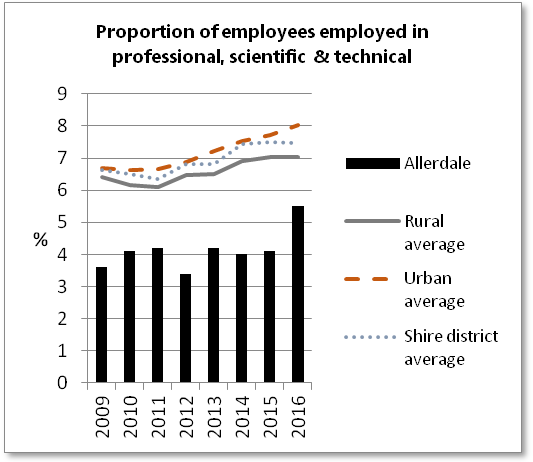 Proportion of employees employed in
professional, scientific & technical
9
8
7
6
5
4
3
2
1
0
%
2009
2010
2011
2012
2013
2014
2015
2016
Allerdale
Rural
average
Urban
average
Shire district
average